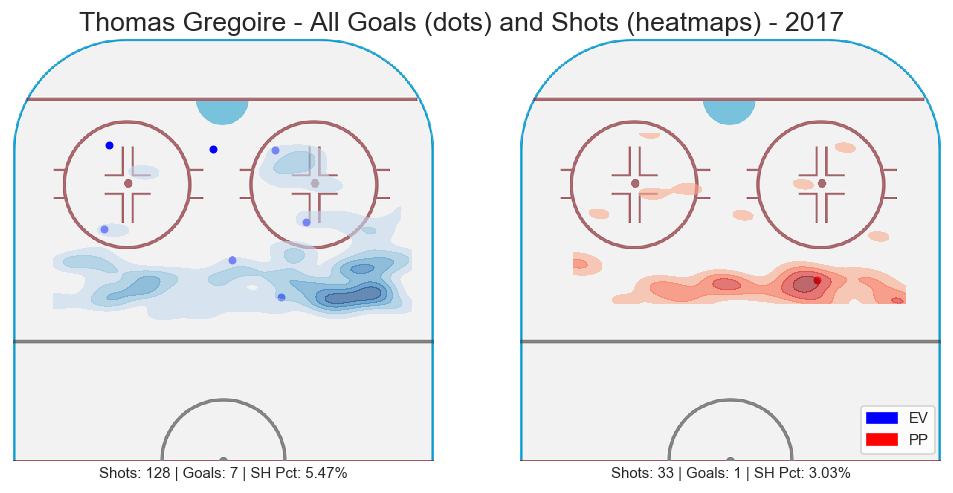 Thomas Gregoire - All Goals (dots) and Shots (heatmaps) - 2017
EV
PP
Shots: 128 | Goals: 7 | SH Pct: 5.47%
Shots: 33 | Goals: 1 | SH Pct: 3.03%